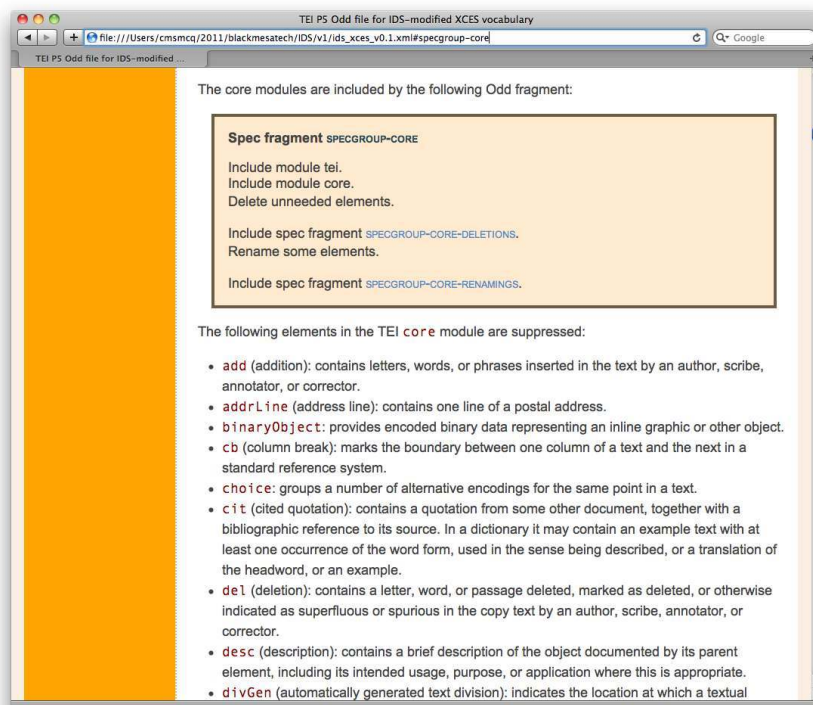 TEI P5 Odd file for IDS-modified XCES vocabulary
file:///Users/cmsmcq/2011/blackmesatech/IDS/v1/ids_xces_v0.1.xml#specgroup-core
Google
TEI P5 Odd file for IDS-modified ...
The core modules are included by the following Odd fragment:
Spec fragment SPECGROUP-CORE
Include module tei.
Include module core.
Delete unneeded elements.
Include spec fragment SPECGROUP-CORE-DELETIONS.
Rename some elements.
Include spec fragment SPECGROUP-CORE-RENAMINGS.
The following elements in the TEI core module are suppressed:
• add (addition): contains letters, words, or phrases inserted in the text by an author, scribe,
annotator, or corrector.
• addrLine (address line): contains one line of a postal address.
• binaryObject: provides encoded binary data representing an inline graphic or other object.
• cb (column break): marks the boundary between one column of a text and the next in a
standard reference system.
• choice: groups a number of alternative encodings for the same point in a text.
• cit (cited quotation): contains a quotation from some other document, together with a
bibliographic reference to its source. In a dictionary it may contain an example text with at
least one occurrence of the word form, used in the sense being described, or a translation of
the headword, or an example.
• del (deletion): contains a letter, word, or passage deleted, marked as deleted, or otherwise
indicated as superfluous or spurious in the copy text by an author, scribe, annotator, or
corrector.
• desc (description): contains a brief description of the object documented by its parent
element, including its intended usage, purpose, or application where this is appropriate.
• divGen (automatically generated text division): indicates the location at which a textual